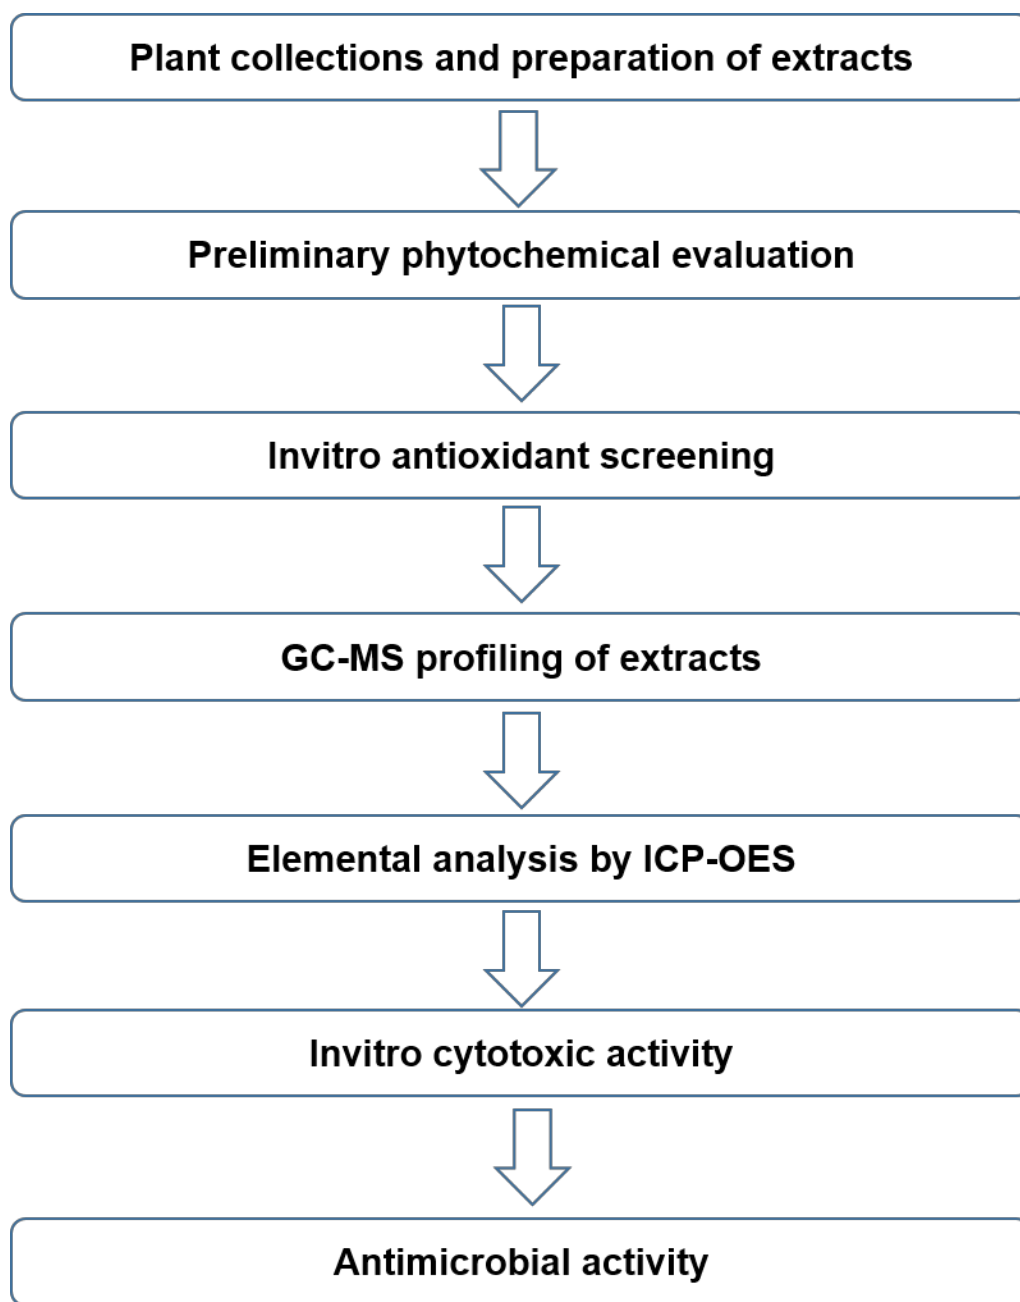 Plant collections and preparation of extracts
Preliminary phytochemical evaluation
Invitro antioxidant screening
GC-MS profiling of extracts
Elemental analysis by ICP-OES
Invitro cytotoxic activity
Antimicrobial activity